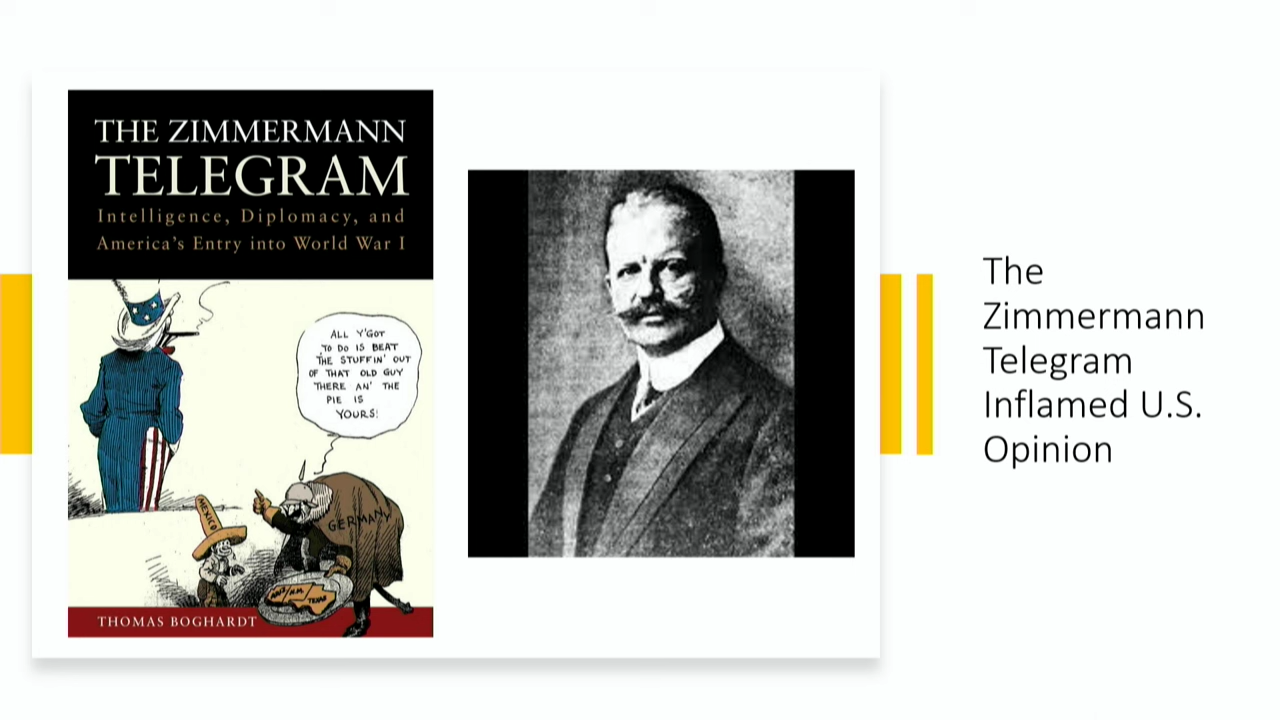 THE ZIMMERMANN
TELEGRAM
Intelligence, Diplomacy, and
America's Entry into World War I
ALL Y'GOT
TO DO IS BEAT
THE STUFFIN' OUT
OF THAT OLD GUY
THERE AN' THE
PIE IS
YOURS!
MEXICO
GERMANY
ARIZ
N.M.
TEXAS
THOMAS BOGHARDT
The
Zimmermann
Telegram
Inflamed U.S.
Opinion